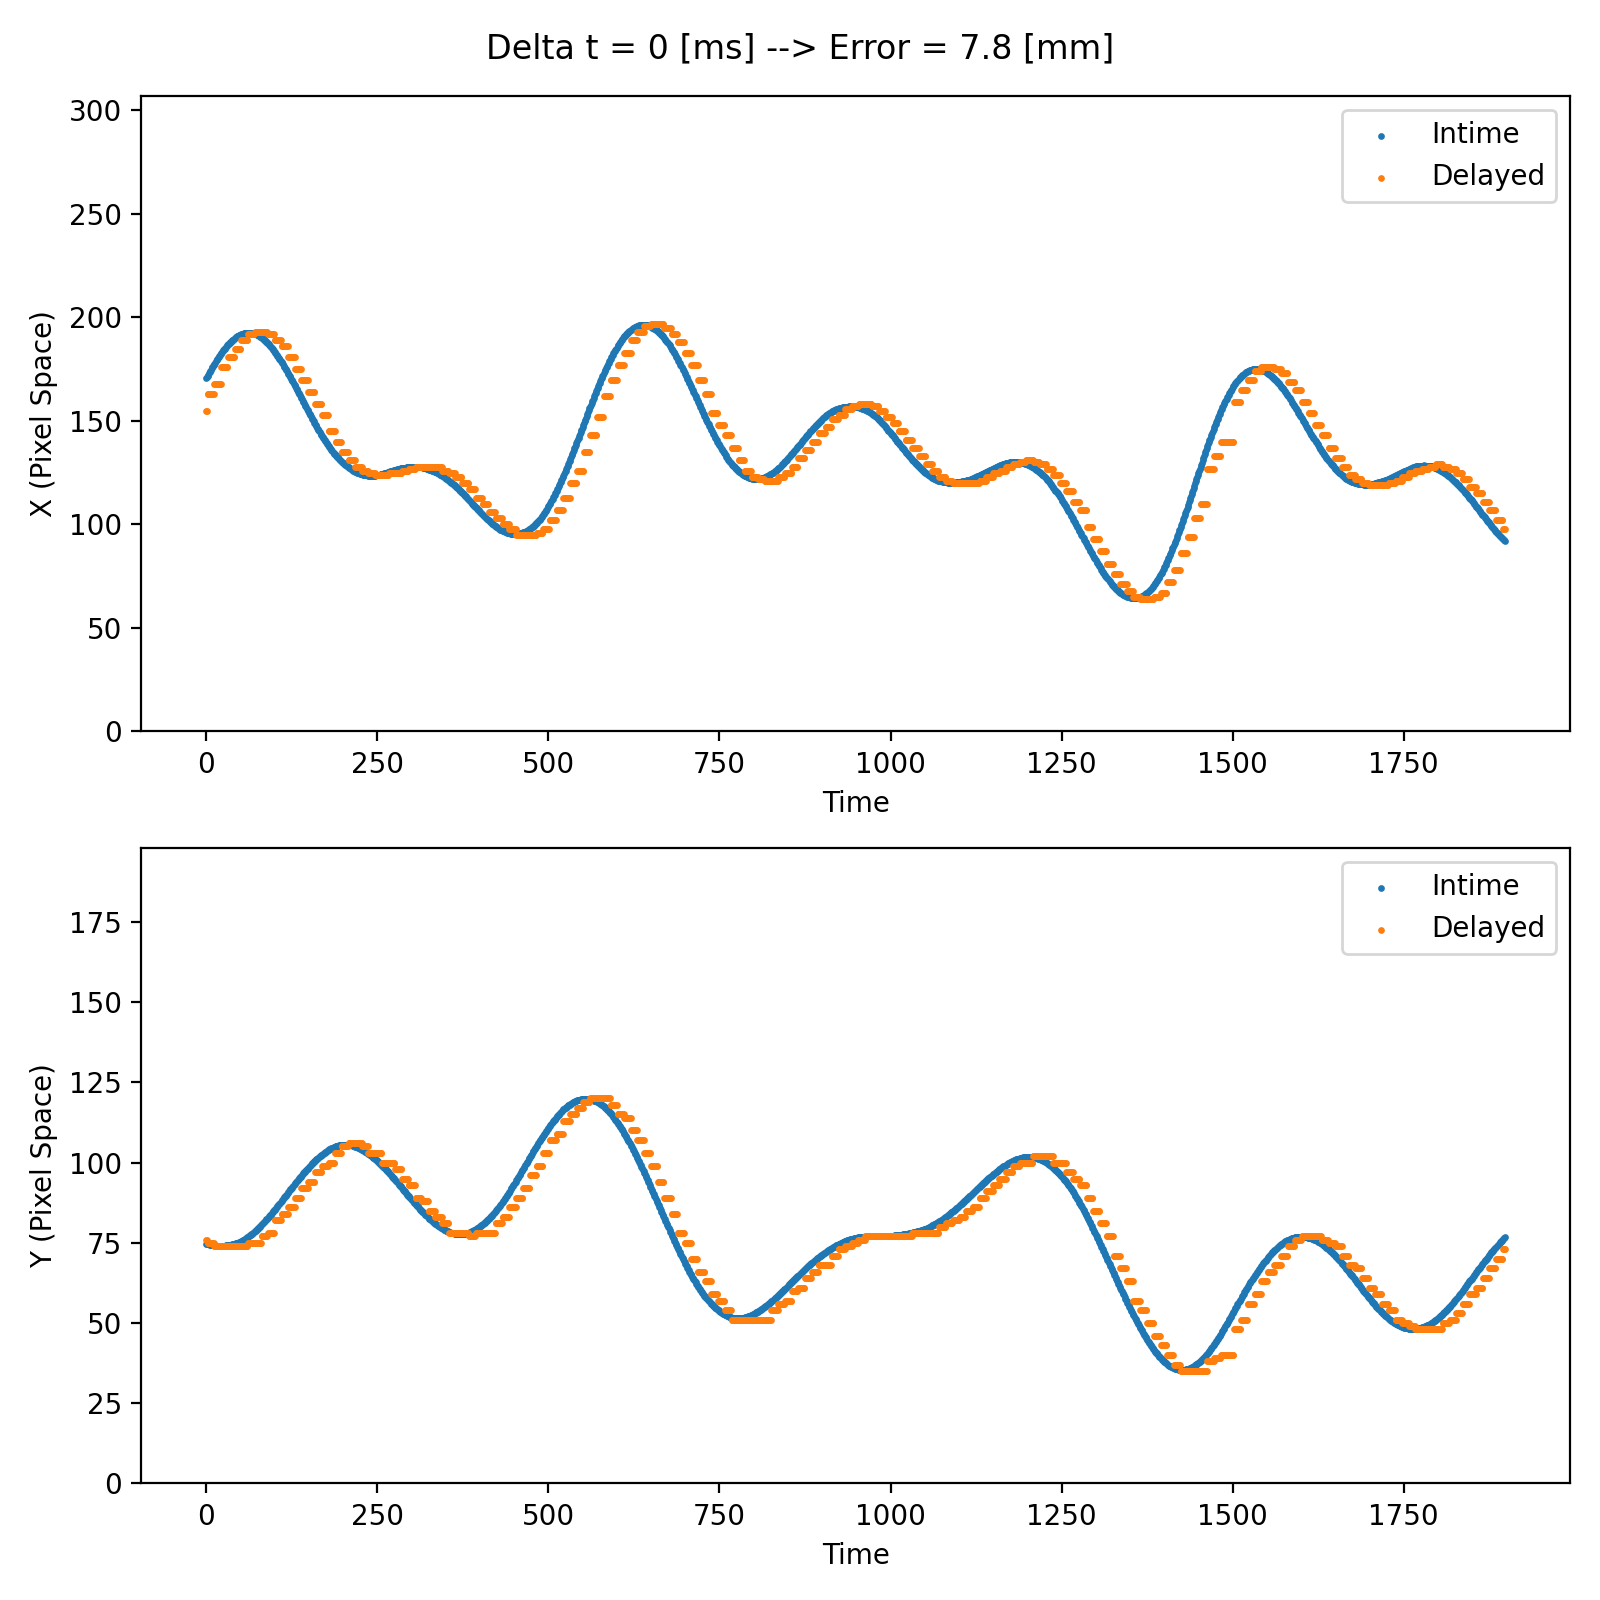 Delta t = 0 [ms] --> Error = 7.8 [mm]
300
250
200
150
100
50
0
X (Pixel Space)
Intime
Delayed
0 250 500 750 1000 1250 1500 1750
Time
175
150
125
100
75
50
25
0
Y (Pixel Space)
Intime
Delayed
0 250 500 750 1000 1250 1500 1750
Time